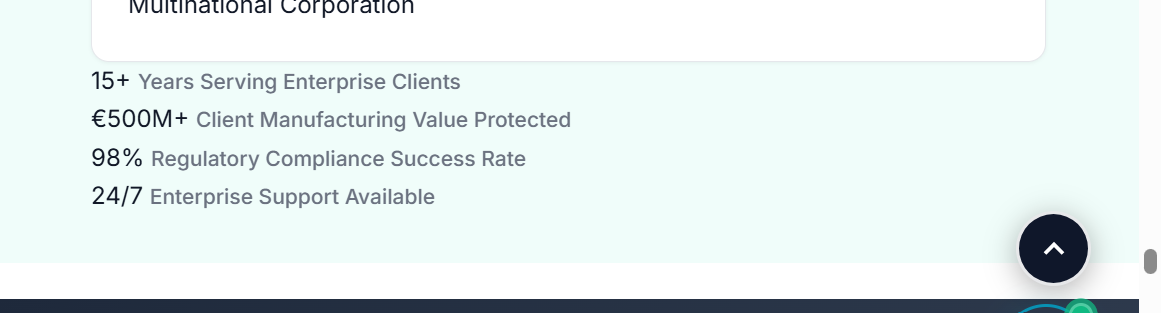 Multinational Corporation
15+ Years Serving Enterprise Clients
€500M+ Client Manufacturing Value Protected
98% Regulatory Compliance Success Rate
24/7 Enterprise Support Available